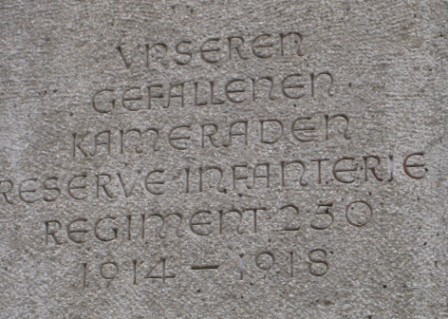 VNSEREN
GEFALLENEN
KAMERADEN
RESERVE-INFANTERIE
REGIMENT 230
1914 – 1918